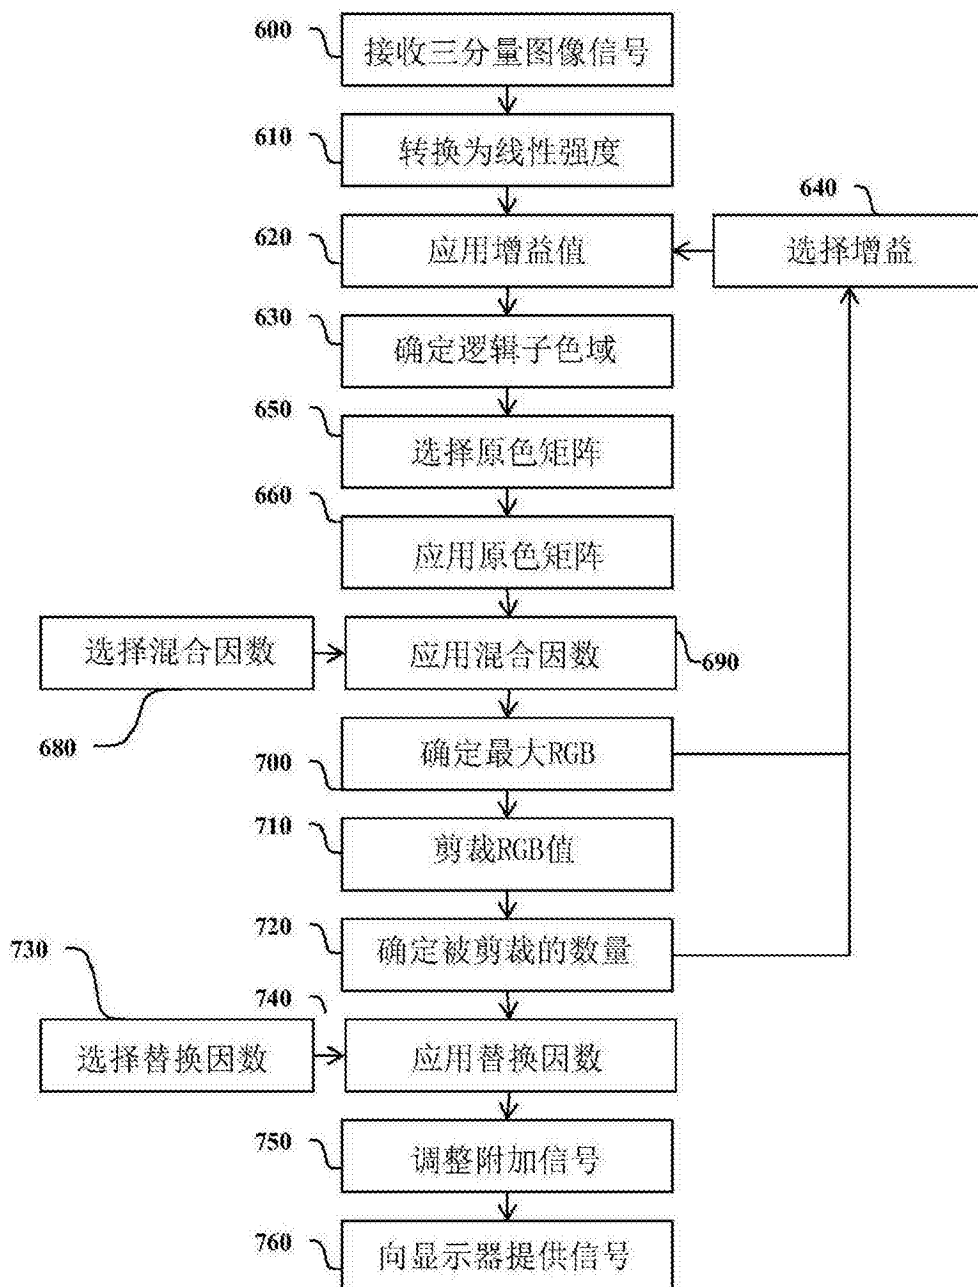 600
接收三分量图像信号
610
转换为线性强度
640
620
应用增益值
选择增益
630
确定逻辑子色域
650
选择原色矩阵
660
应用原色矩阵
选择混合因数
应用混合因数
690
680
确定最大RGB
700
710
剪裁RGB值
720
确定被剪裁的数量
730
740
选择替换因数
应用替换因数
750
调整附加信号
760
向显示器提供信号